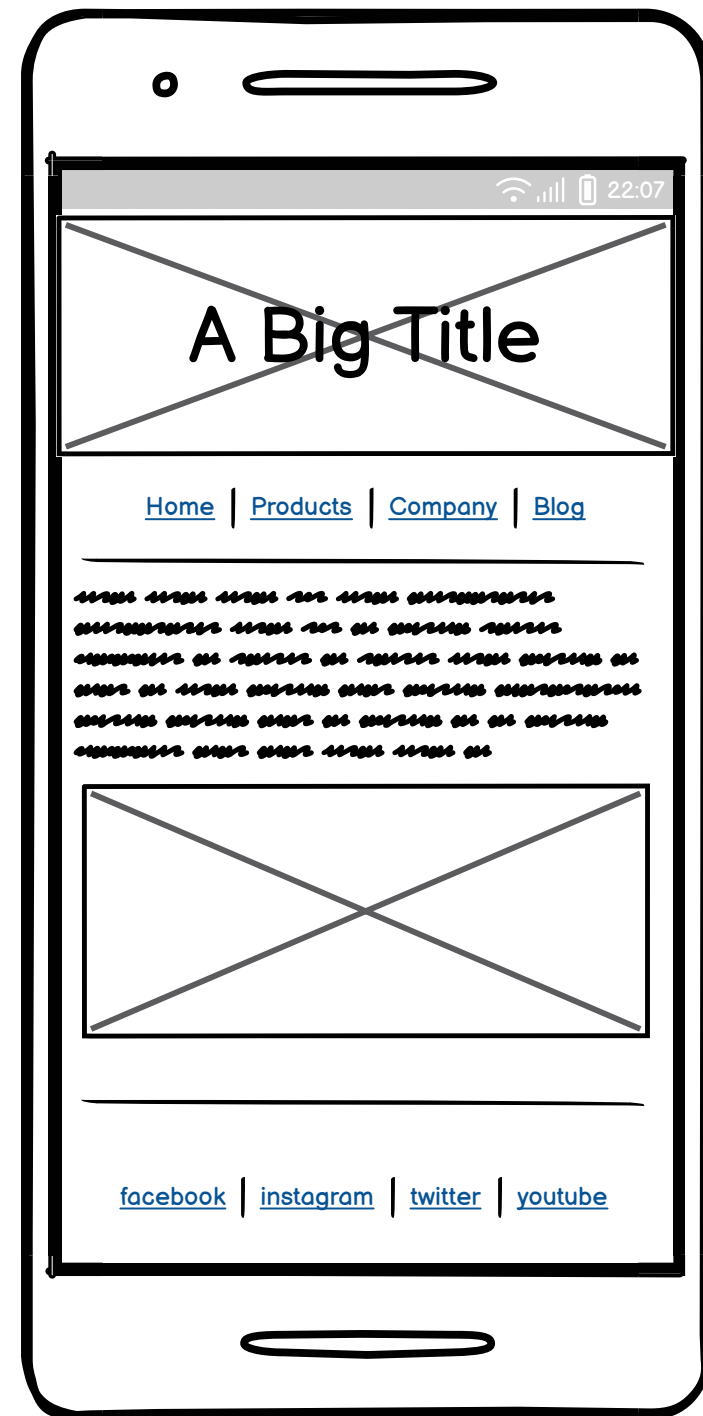 22:07
A Big Title
Home | Products | Company | Blog
facebook | instagram | twitter | youtube